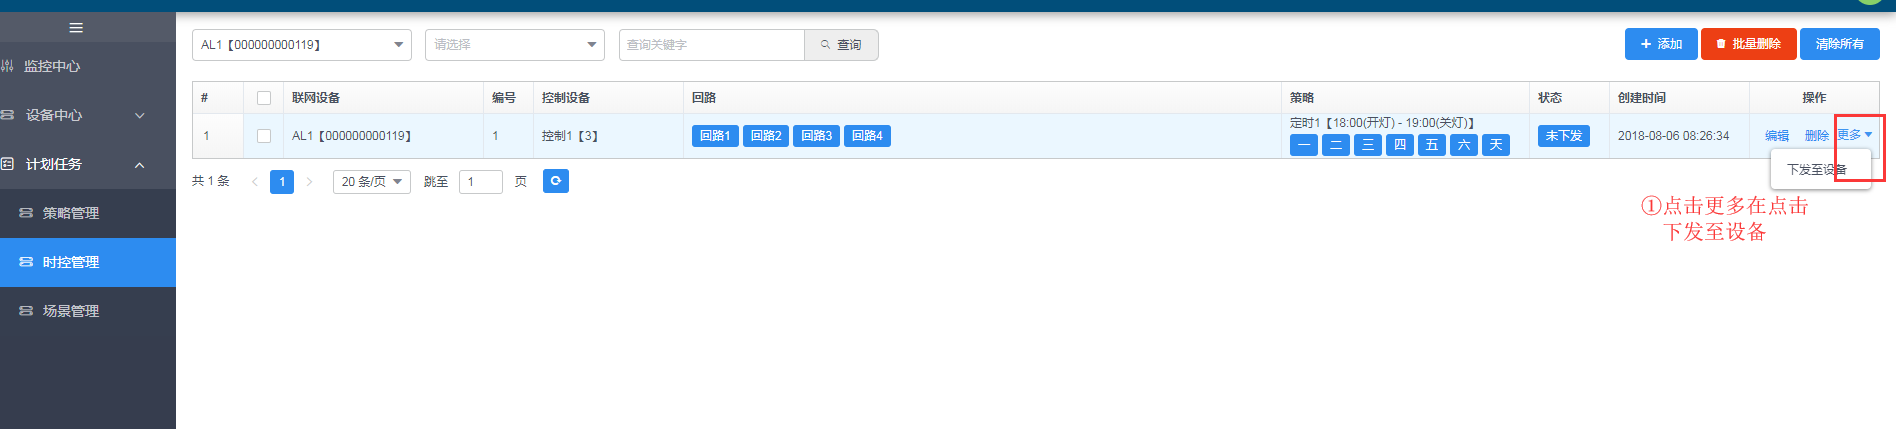 AL1【000000000119】 请选择 查询关键字 查询 添加 批量删除 清除所有
监控中心
设备中心
计划任务
策略管理
时控管理
场景管理
# 联网设备 编号 控制设备 回路 策略 状态 创建时间 操作
1 AL1【000000000119】 1 控制1【3】 回路1 回路2 回路3 回路4 定时1【18:00(开灯) - 19:00(关灯)】 未下发 2018-08-06 08:26:34 编辑 删除 更多
一 二 三 四 五 六 天
下发至设备
共 1 条 1 20 条/页 跳至 1 页
①点击更多在点击
下发至设备